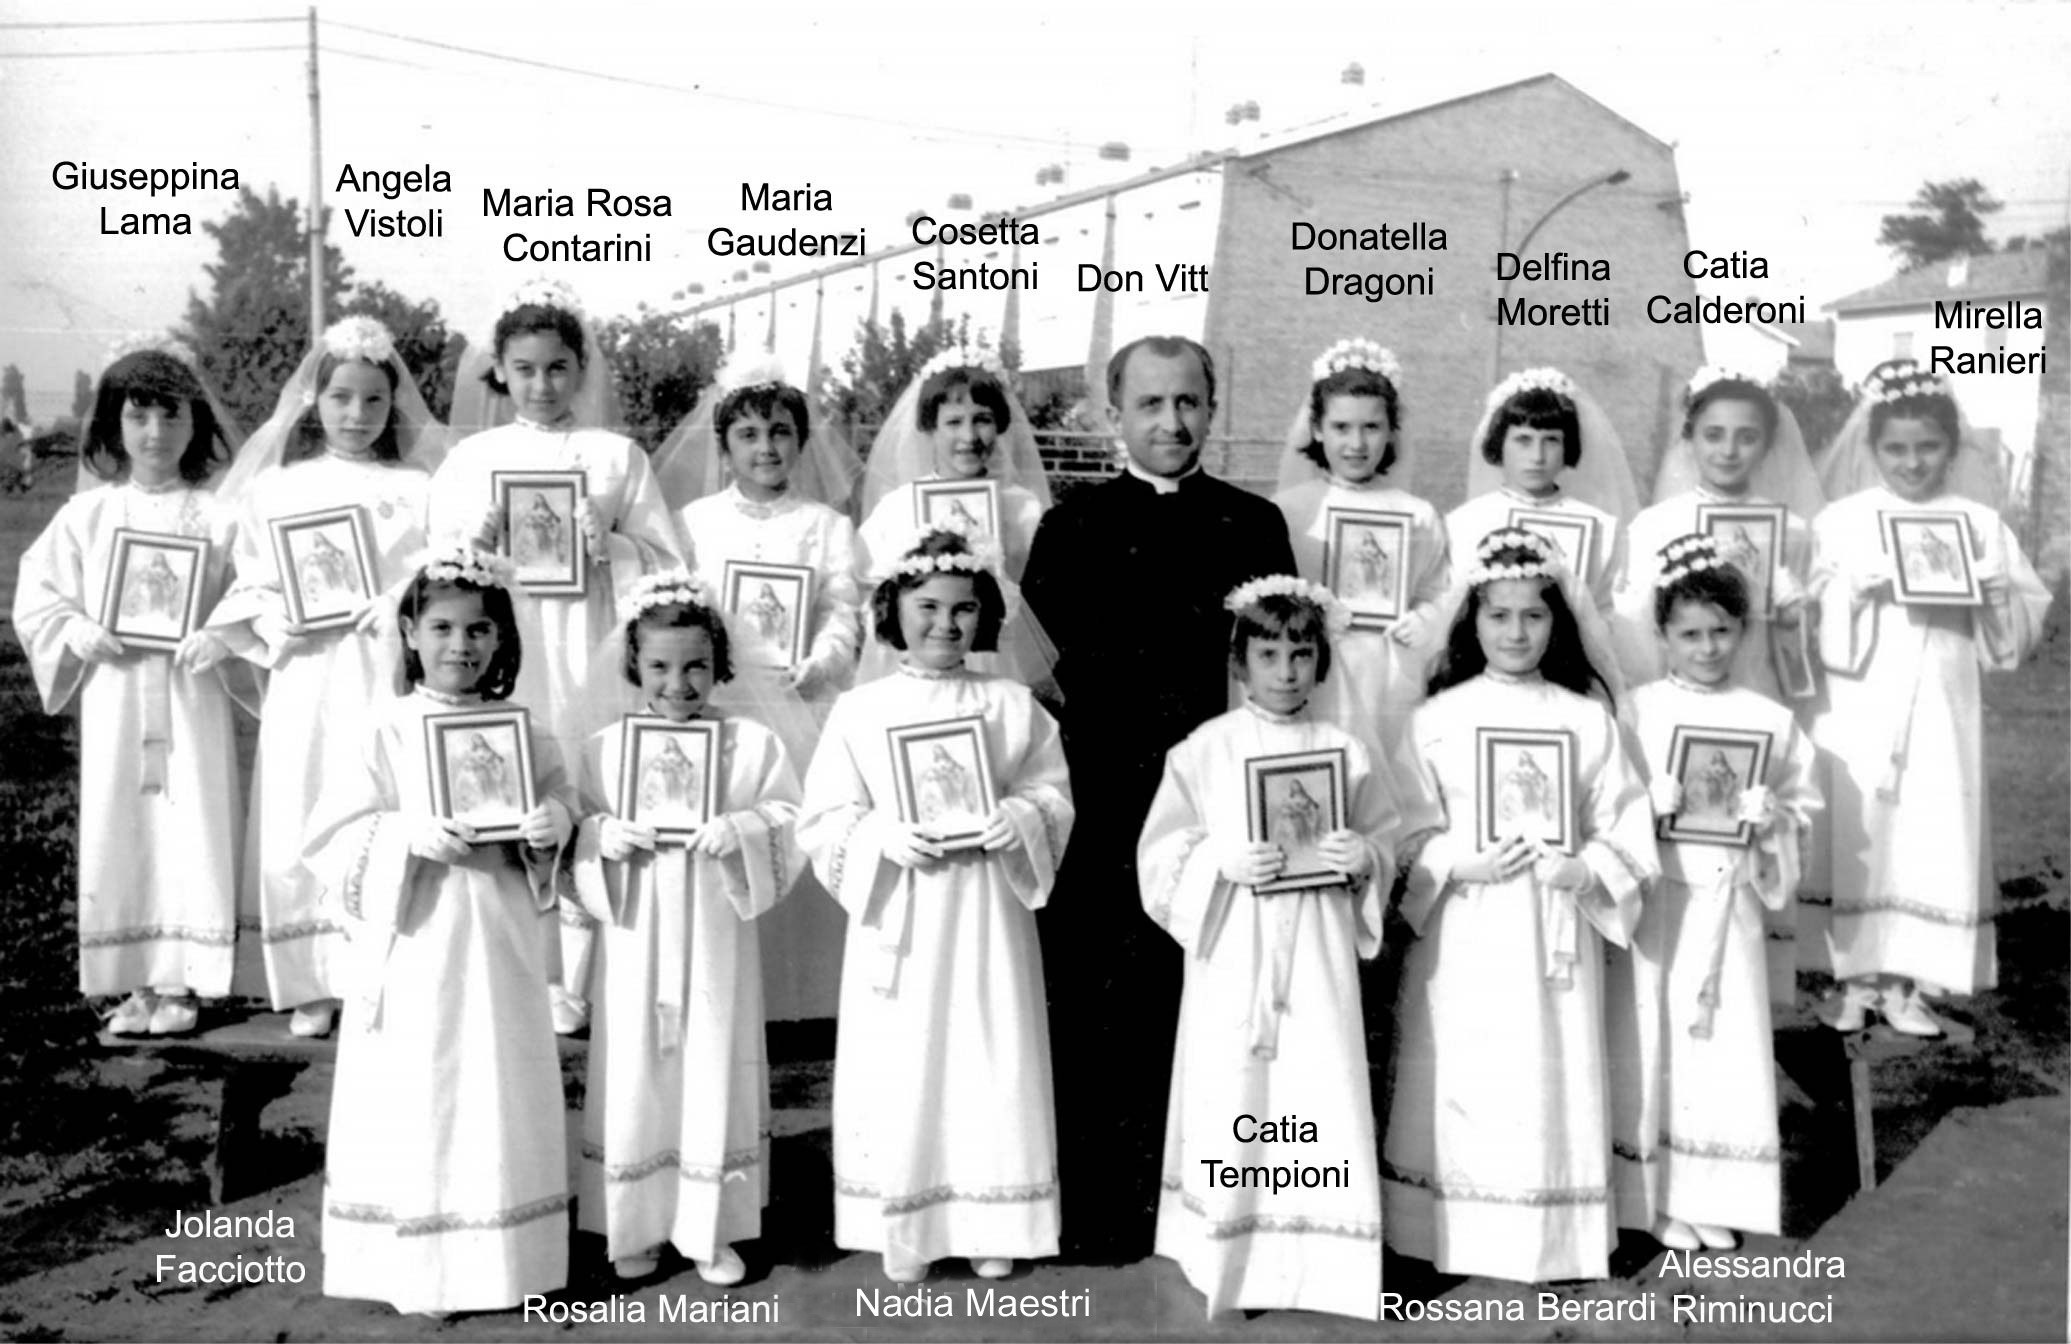 Giuseppina
Lama
Angela
Vistoli
Maria Rosa
Contarini
Maria
Gaudenzi
Cosetta
Santoni
Don Vitt
Donatella
Dragoni
Delfina
Moretti
Catia
Calderoni
Mirella
Ranieri
Jolanda
Facciotto
Rosalia Mariani
Nadia Maestri
Catia
Tempioni
Rossana Berardi
Alessandra
Riminucci